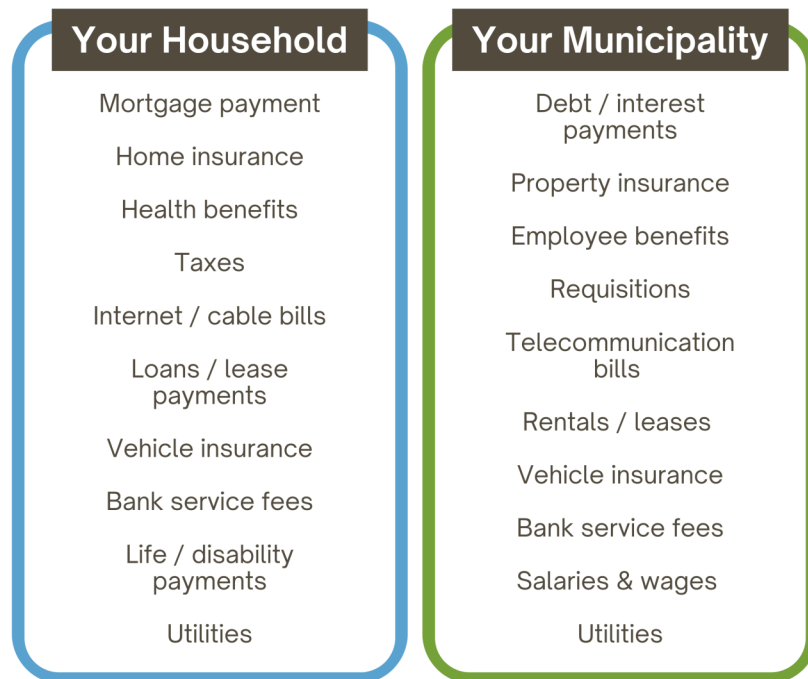 Your Household
Mortgage payment
Home insurance
Health benefits
Taxes
Internet / cable bills
Loans / lease
payments
Vehicle insurance
Bank service fees
Life / disability
payments
Utilities
Your Municipality
Debt / interest
payments
Property insurance
Employee benefits
Requisitions
Telecommunication
bills
Rentals / leases
Vehicle insurance
Bank service fees
Salaries & wages
Utilities